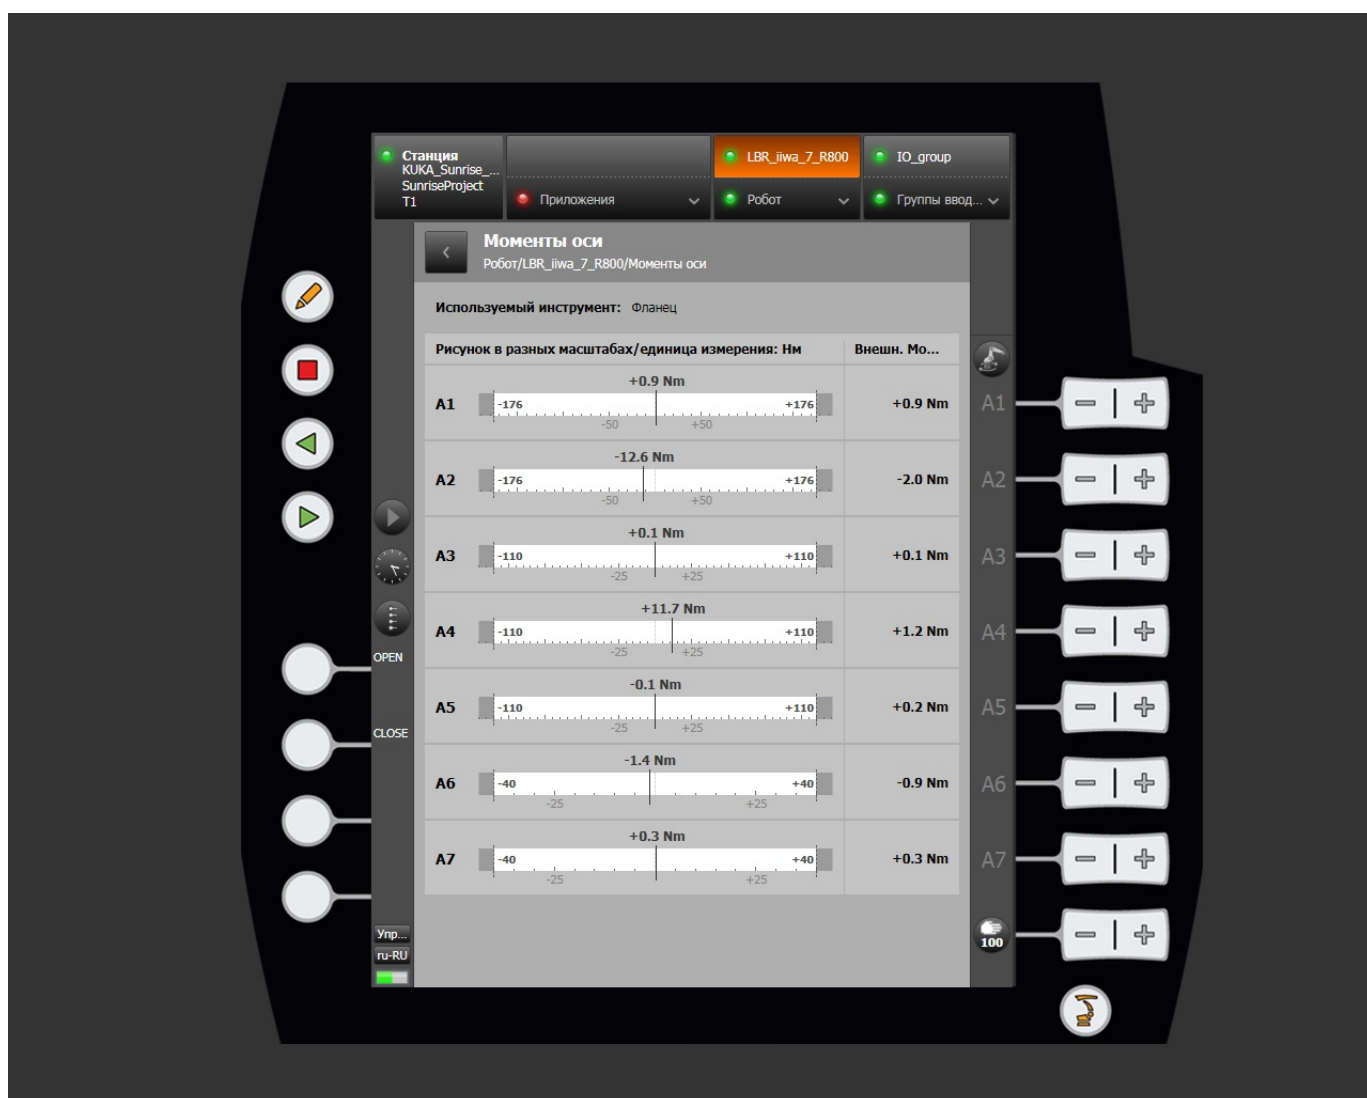 Станция
KUKA_Sunrise_...
SunriseProject
T1
Приложения
LBR_iiwa_7_R800
Робот
IO_group
Группы ввод...
Моменты оси
Робот/LBR_iiwa_7_R800/Моменты оси
Используемый инструмент: Фланец
Рисунок в разных масштабах/единица измерения: Нм Внешн. Мо...
+0.9 Nm
A1 -176 +176 +0.9 Nm A1
-50 +50
-12.6 Nm
A2 -176 +176 -2.0 Nm A2
-50 +50
+0.1 Nm
A3 -110 +110 +0.1 Nm A3
-25 +25
+11.7 Nm
A4 -110 +110 +1.2 Nm A4
-25 +25
OPEN
-0.1 Nm
A5 -110 +110 +0.2 Nm A5
-25 +25
CLOSE
-1.4 Nm
A6 -40 +40 -0.9 Nm A6
-25 +25
+0.3 Nm
A7 -40 +40 +0.3 Nm A7
-25 +25
Упр...
100
ru-RU